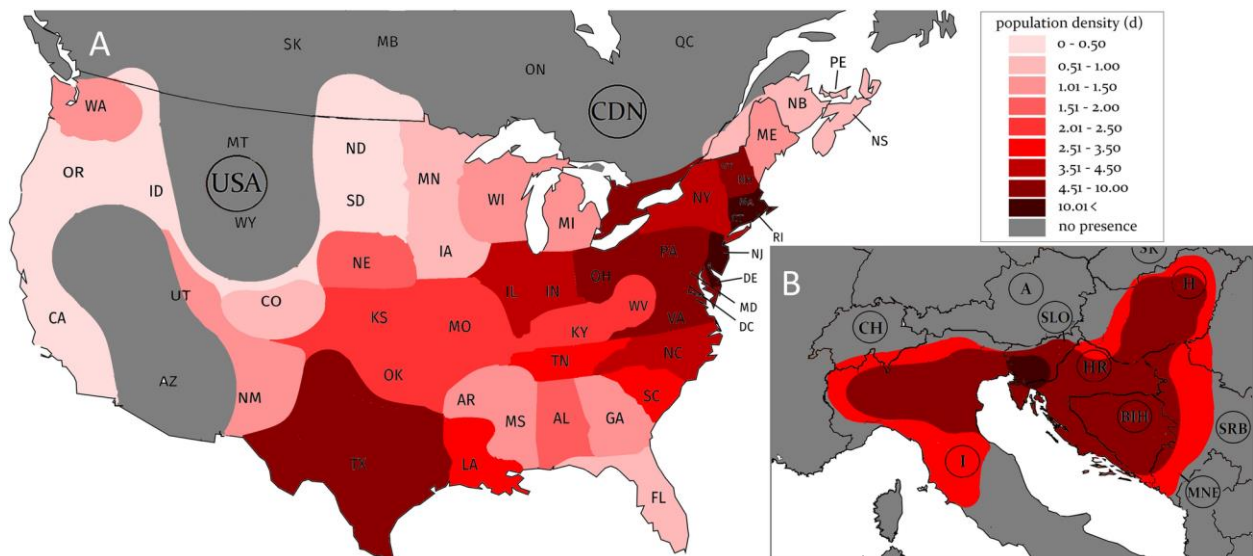 A
SK
MB
QC
ON
CDN
PE
NB
NS
ME
WA
MT
ND
MN
OR
ID
USA
SD
WI
MI
NY
VT
NH
MA
CT
RI
WY
IA
NE
PA
NJ
OH
DE
IL
IN
MD
DC
UT
CO
WV
VA
KS
MO
KY
CA
NC
TN
OK
AZ
NM
AR
SC
MS
AL
GA
TX
LA
FL
population density (d)
0 - 0.50
0.51 - 1.00
1.01 - 1.50
1.51 - 2.00
2.01 - 2.50
2.51 - 3.50
3.51 - 4.50
4.51 - 10.00
10.01<
no presence
B
SK
H
A
SLO
CH
HR
BIH
SRB
I
MNE